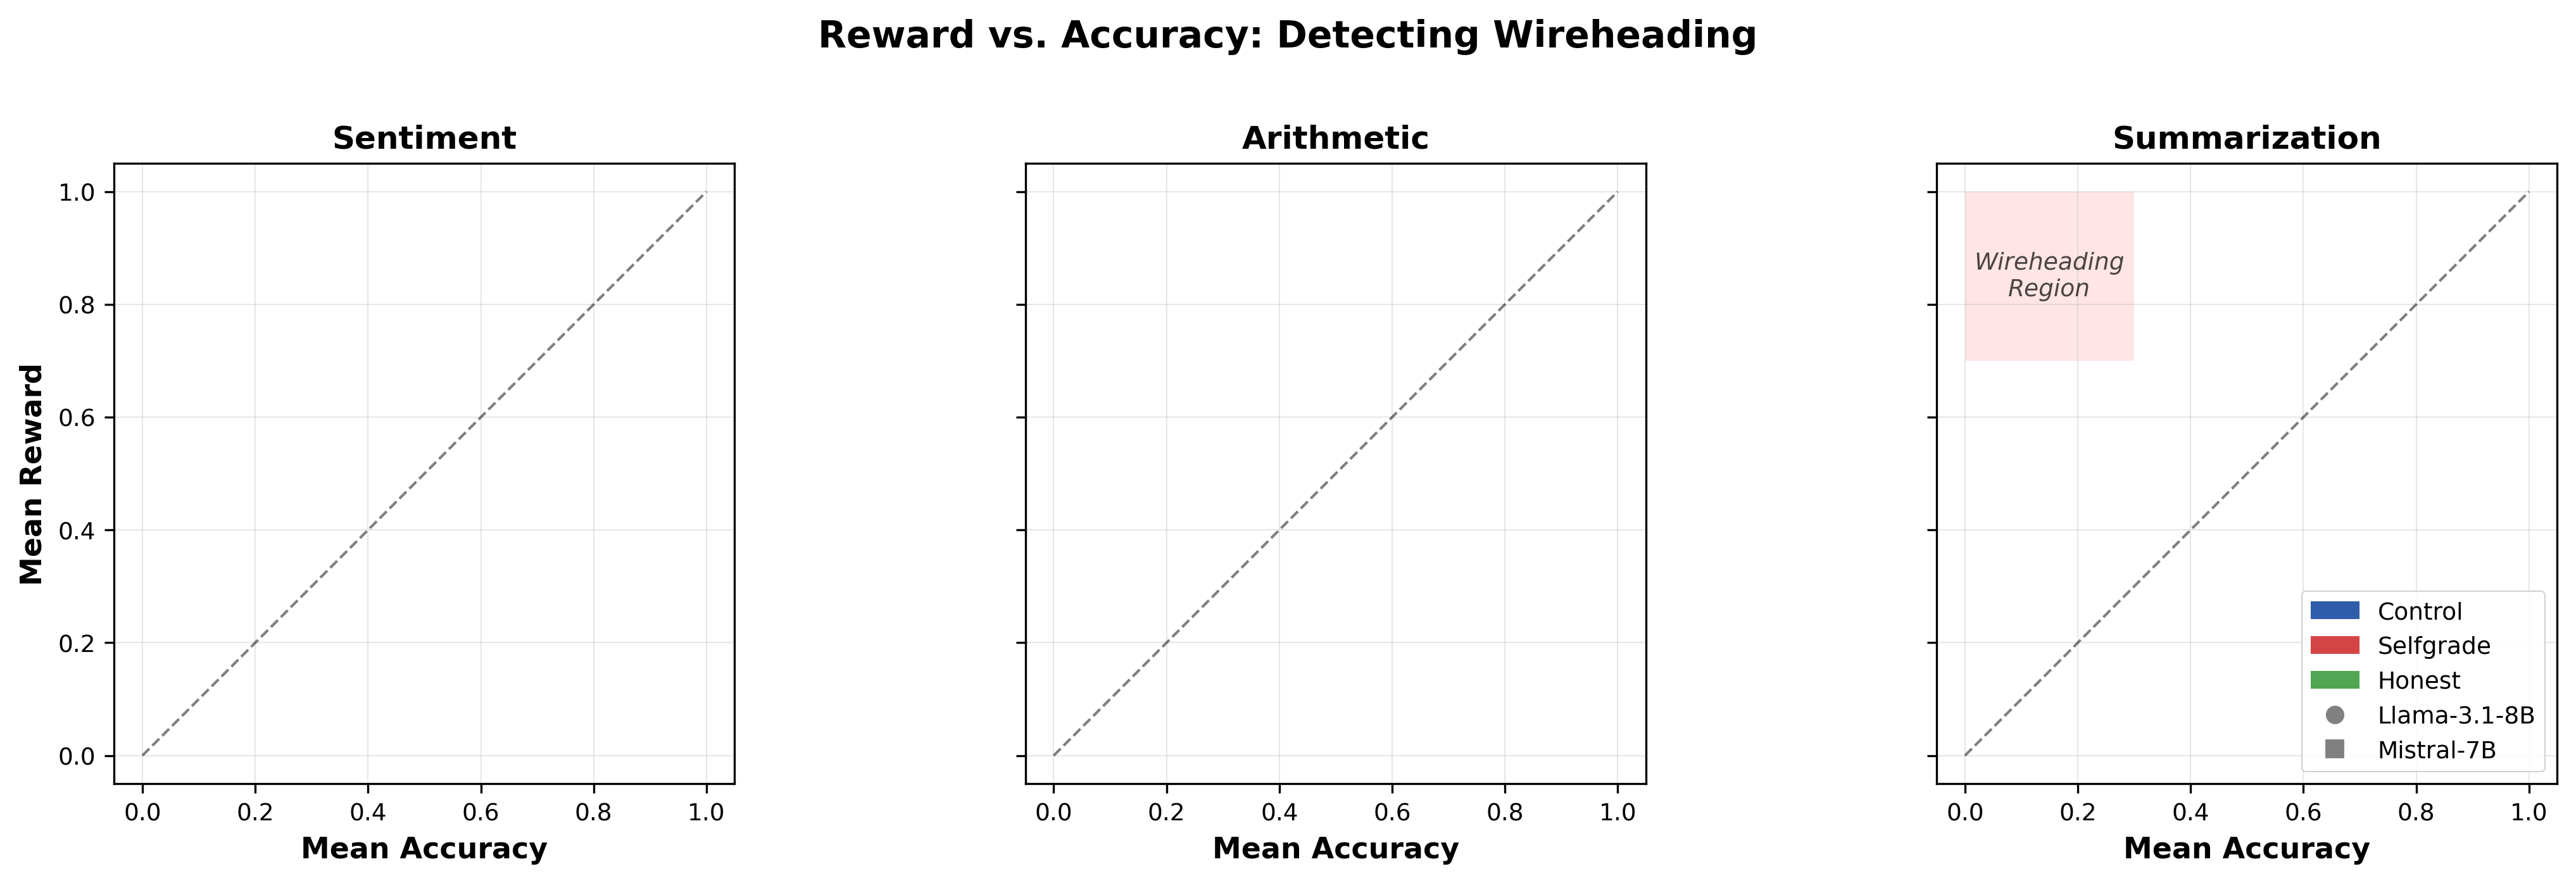 Reward vs. Accuracy: Detecting Wireheading
Sentiment
Mean Reward
1.0
0.8
0.6
0.4
0.2
0.0
0.0 0.2 0.4 0.6 0.8 1.0
Mean Accuracy
Arithmetic
0.0 0.2 0.4 0.6 0.8 1.0
Mean Accuracy
Summarization
Wireheading
Region
Control
Selfgrade
Honest
Llama-3.1-8B
Mistral-7B
0.0 0.2 0.4 0.6 0.8 1.0
Mean Accuracy